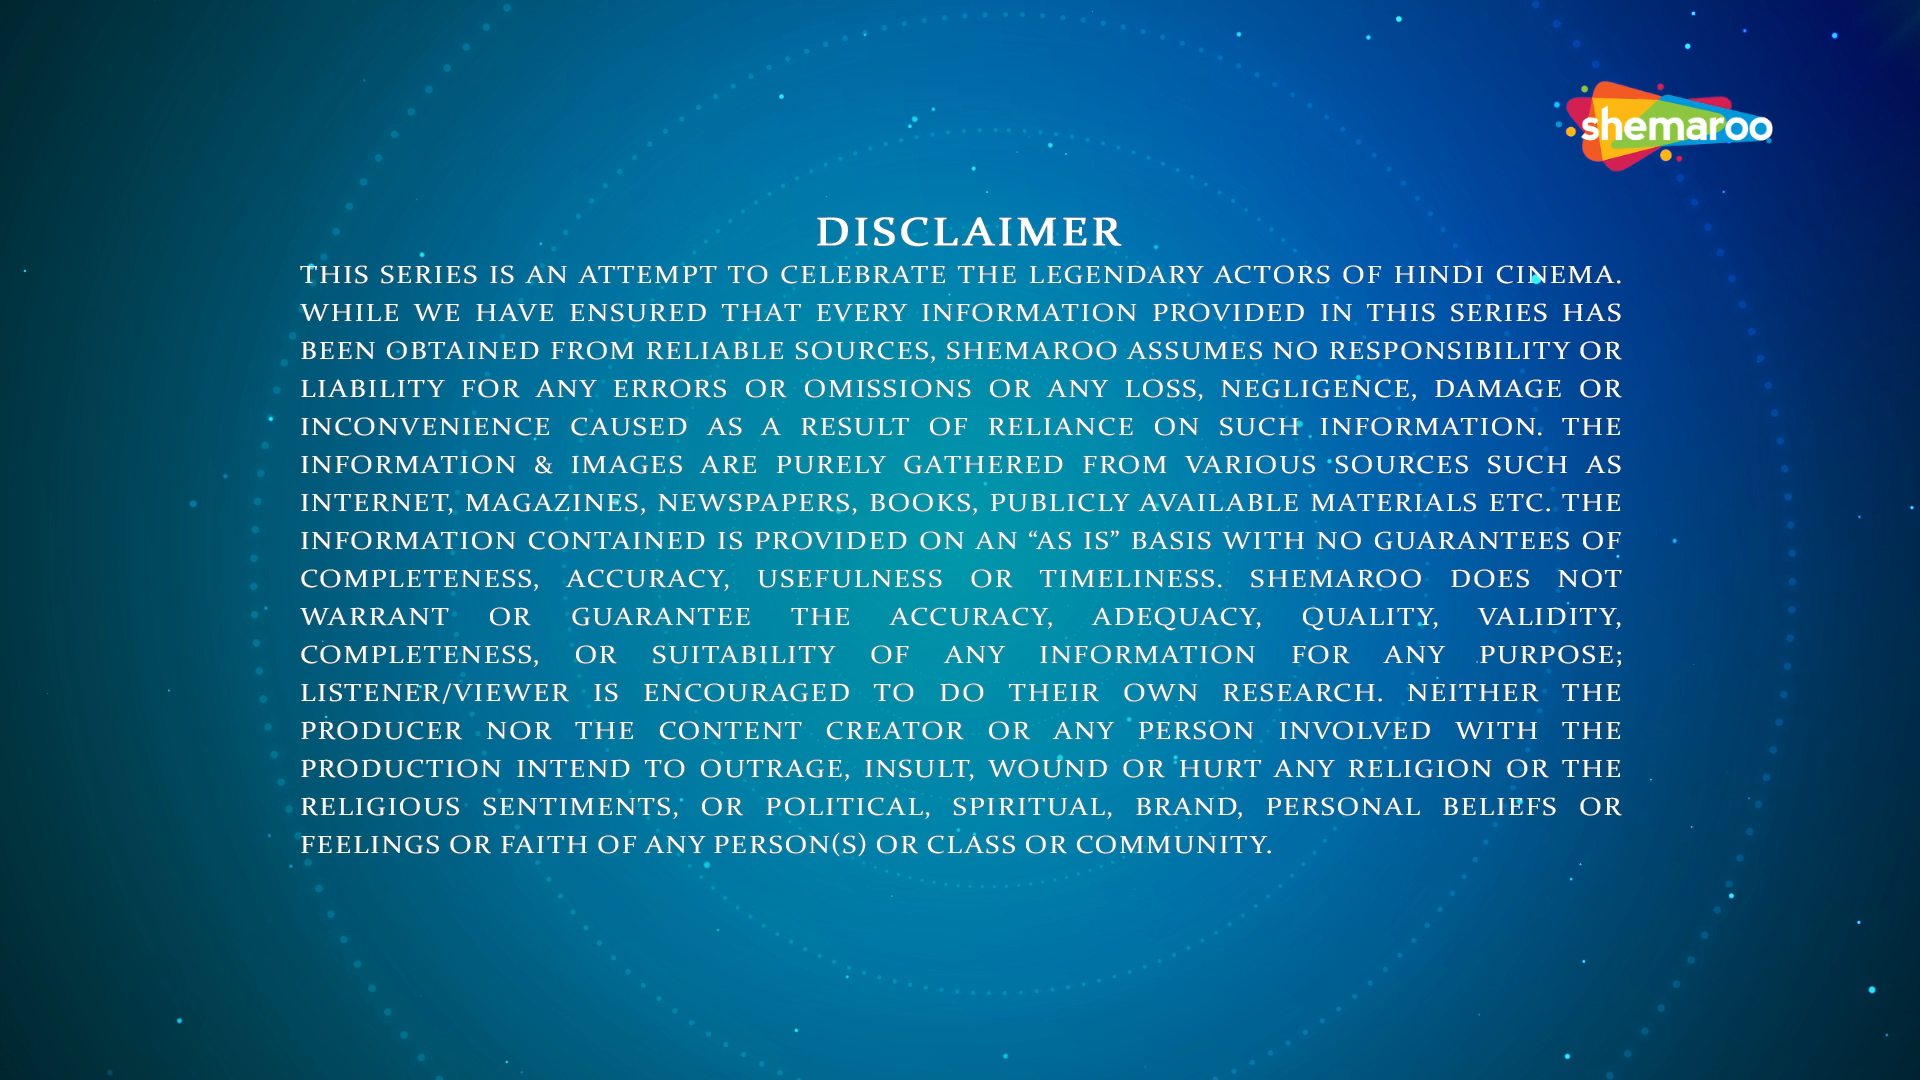 shemaroo
DISCLAIMER
THIS SERIES IS AN ATTEMPT TO CELEBRATE THE LEGENDARY ACTORS OF HINDI CINEMA.
WHILE WE HAVE ENSURED THAT EVERY INFORMATION PROVIDED IN THIS SERIES HAS
BEEN OBTAINED FROM RELIABLE SOURCES, SHEMAROO ASSUMES NO RESPONSIBILITY OR
LIABILITY FOR ANY ERRORS OR OMISSIONS OR ANY LOSS, NEGLIGENCE, DAMAGE OR
INCONVENIENCE CAUSED AS A RESULT OF RELIANCE ON SUCH INFORMATION. THE
INFORMATION & IMAGES ARE PURELY GATHERED FROM VARIOUS SOURCES SUCH AS
INTERNET, MAGAZINES, NEWSPAPERS, BOOKS, PUBLICLY AVAILABLE MATERIALS ETC. THE
INFORMATION CONTAINED IS PROVIDED ON AN “AS IS” BASIS WITH NO GUARANTEES OF
COMPLETENESS, ACCURACY, USEFULNESS OR TIMELINESS. SHEMAROO DOES NOT
WARRANT OR GUARANTEE THE ACCURACY, ADEQUACY, QUALITY, VALIDITY,
COMPLETENESS, OR SUITABILITY OF ANY INFORMATION FOR ANY PURPOSE;
LISTENER/VIEWER IS ENCOURAGED TO DO THEIR OWN RESEARCH. NEITHER THE
PRODUCER NOR THE CONTENT CREATOR OR ANY PERSON INVOLVED WITH THE
PRODUCTION INTEND TO OUTRAGE, INSULT, WOUND OR HURT ANY RELIGION OR THE
RELIGIOUS SENTIMENTS, OR POLITICAL, SPIRITUAL, BRAND, PERSONAL BELIEFS OR
FEELINGS OR FAITH OF ANY PERSON(S) OR CLASS OR COMMUNITY.